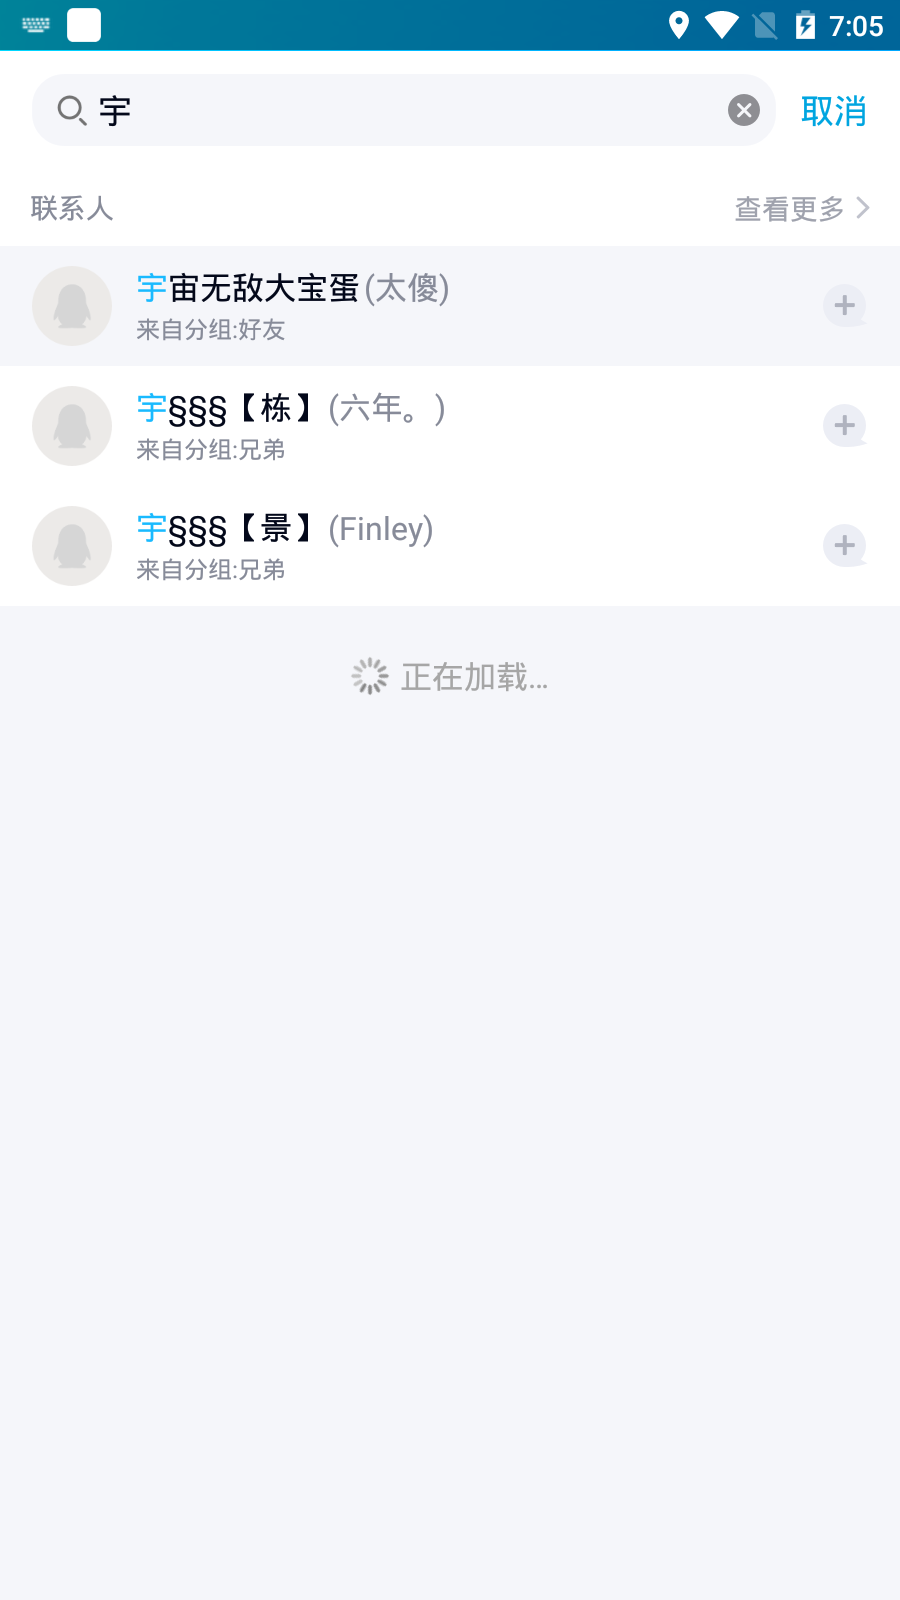 7:05
宇
取消
联系人
查看更多
宇宙无敌大宝蛋(太傻)
来自分组:好友
宇§§§【栋】(六年。)
来自分组:兄弟
宇§§§【景】(Finley)
来自分组:兄弟
正在加载...